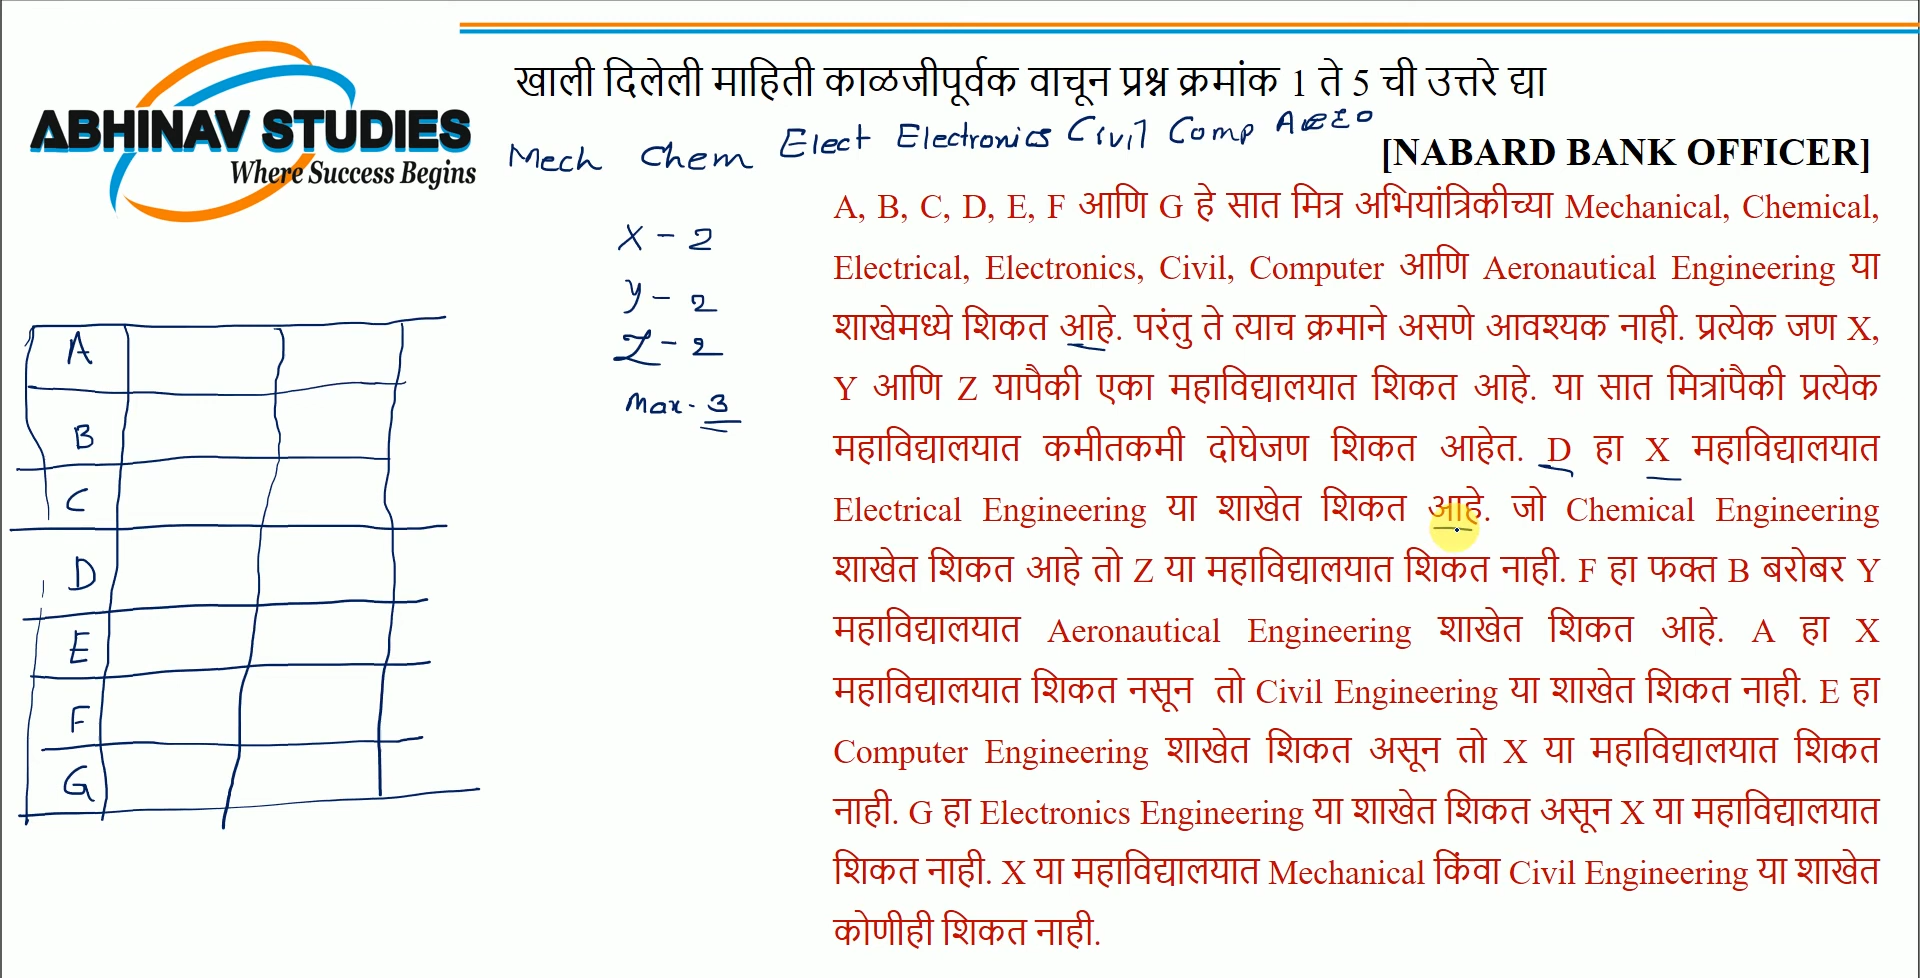 ABHINAV STUDIES
Where Success Begins
खाली दिलेली माहिती काळजीपूर्वक वाचून प्रश्न क्रमांक 1 ते 5 ची उत्तरे द्या
Mech Chem Elect Electronics Civil Comp Aero
[NABARD BANK OFFICER]
A, B, C, D, E, F आणि G हे सात मित्र अभियांत्रिकीच्या Mechanical, Chemical,
Electrical, Electronics, Civil, Computer आणि Aeronautical Engineering या
शाखेमध्ये शिकत आहे. परंतु ते त्याच क्रमाने असणे आवश्यक नाही. प्रत्येक जण X,
Y आणि Z यापैकी एका महाविद्यालयात शिकत आहे. या सात मित्रांपैकी प्रत्येक
महाविद्यालयात कमीतकमी दोघेजण शिकत आहेत. D हा X महाविद्यालयात
Electrical Engineering या शाखेत शिकत आहे. जो Chemical Engineering
शाखेत शिकत आहे तो Z या महाविद्यालयात शिकत नाही. F हा फक्त B बरोबर Y
महाविद्यालयात Aeronautical Engineering शाखेत शिकत आहे. A हा X
महाविद्यालयात शिकत नसून तो Civil Engineering या शाखेत शिकत नाही. E हा
Computer Engineering शाखेत शिकत असून तो X या महाविद्यालयात शिकत
नाही. G हा Electronics Engineering या शाखेत शिकत असून X या महाविद्यालयात
शिकत नाही. X या महाविद्यालयात Mechanical किंवा Civil Engineering या शाखेत
कोणीही शिकत नाही.
X - 2
Y - 2
Z - 2
Max - 3
A
B
C
D
E
F
G